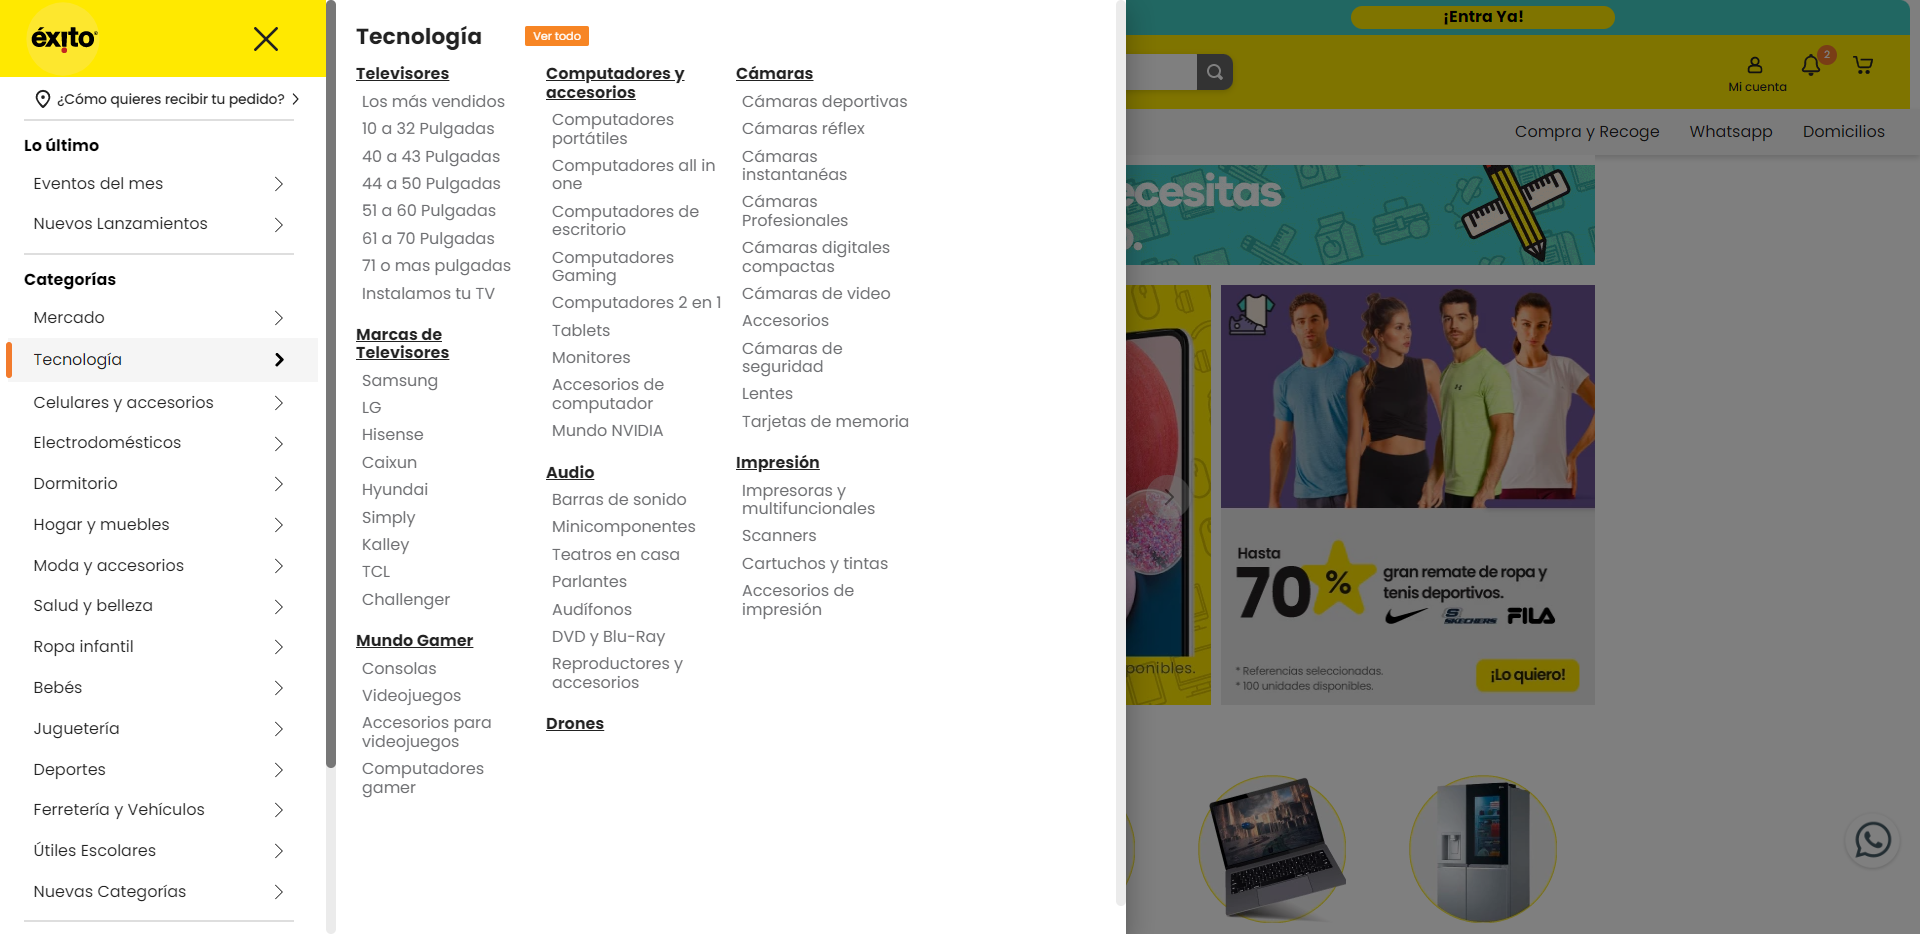 éxito
¿Cómo quieres recibir tu pedido?
Lo último
Eventos del mes
Nuevos Lanzamientos
Categorías
Mercado
Tecnología
Celulares y accesorios
Electrodomésticos
Dormitorio
Hogar y muebles
Moda y accesorios
Salud y belleza
Ropa infantil
Bebés
Juguetería
Deportes
Ferretería y Vehículos
Útiles Escolares
Nuevas Categorías
Tecnología
Ver todo
Televisores
Los más vendidos
10 a 32 Pulgadas
40 a 43 Pulgadas
44 a 50 Pulgadas
51 a 60 Pulgadas
61 a 70 Pulgadas
71 o mas pulgadas
Instalamos tu TV
Marcas de
Televisores
Samsung
LG
Hisense
Caixun
Hyundai
Simply
Kalley
TCL
Challenger
Mundo Gamer
Consolas
Videojuegos
Accesorios para
videojuegos
Computadores
gamer
Computadores y
accesorios
Computadores
portátiles
Computadores all in
one
Computadores de
escritorio
Computadores
Gaming
Computadores 2 en 1
Tablets
Monitores
Accesorios de
computador
Mundo NVIDIA
Audio
Barras de sonido
Minicomponentes
Teatros en casa
Parlantes
Audífonos
DVD y Blu-Ray
Reproductores y
accesorios
Drones
Cámaras
Cámaras deportivas
Cámaras réflex
Cámaras
instantanéas
Cámaras
Profesionales
Cámaras digitales
compactas
Cámaras de video
Accesorios
Cámaras de
seguridad
Lentes
Tarjetas de memoria
Impresión
Impresoras y
multifuncionales
Scanners
Cartuchos y tintas
Accesorios de
impresión
¡Entra Ya!
2
Mi cuenta
Compra y Recoge
Whatsapp
Domicilios
ecesitas
ponibles.
Hasta
70%
gran remate de ropa y
tenis deportivos.
SKECHERS
FILA
* Referencias seleccionadas.
* 100 unidades disponibles.
¡Lo quiero!